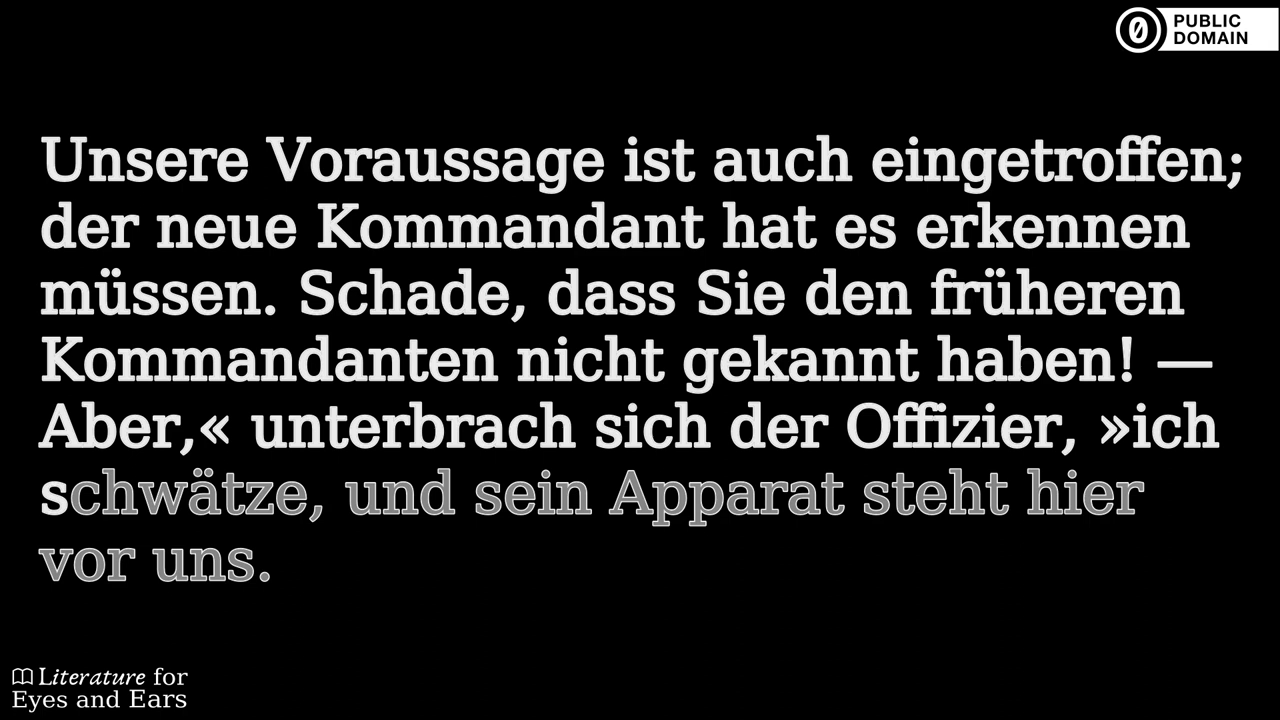 PUBLIC
DOMAIN
Unsere Voraussage ist auch eingetroffen;
der neue Kommandant hat es erkennen
müssen. Schade, dass Sie den früheren
Kommandanten nicht gekannt haben! —
Aber,« unterbrach sich der Offizier, »ich
schwätze, und sein Apparat steht hier
vor uns.
Literature for
Eyes and Ears